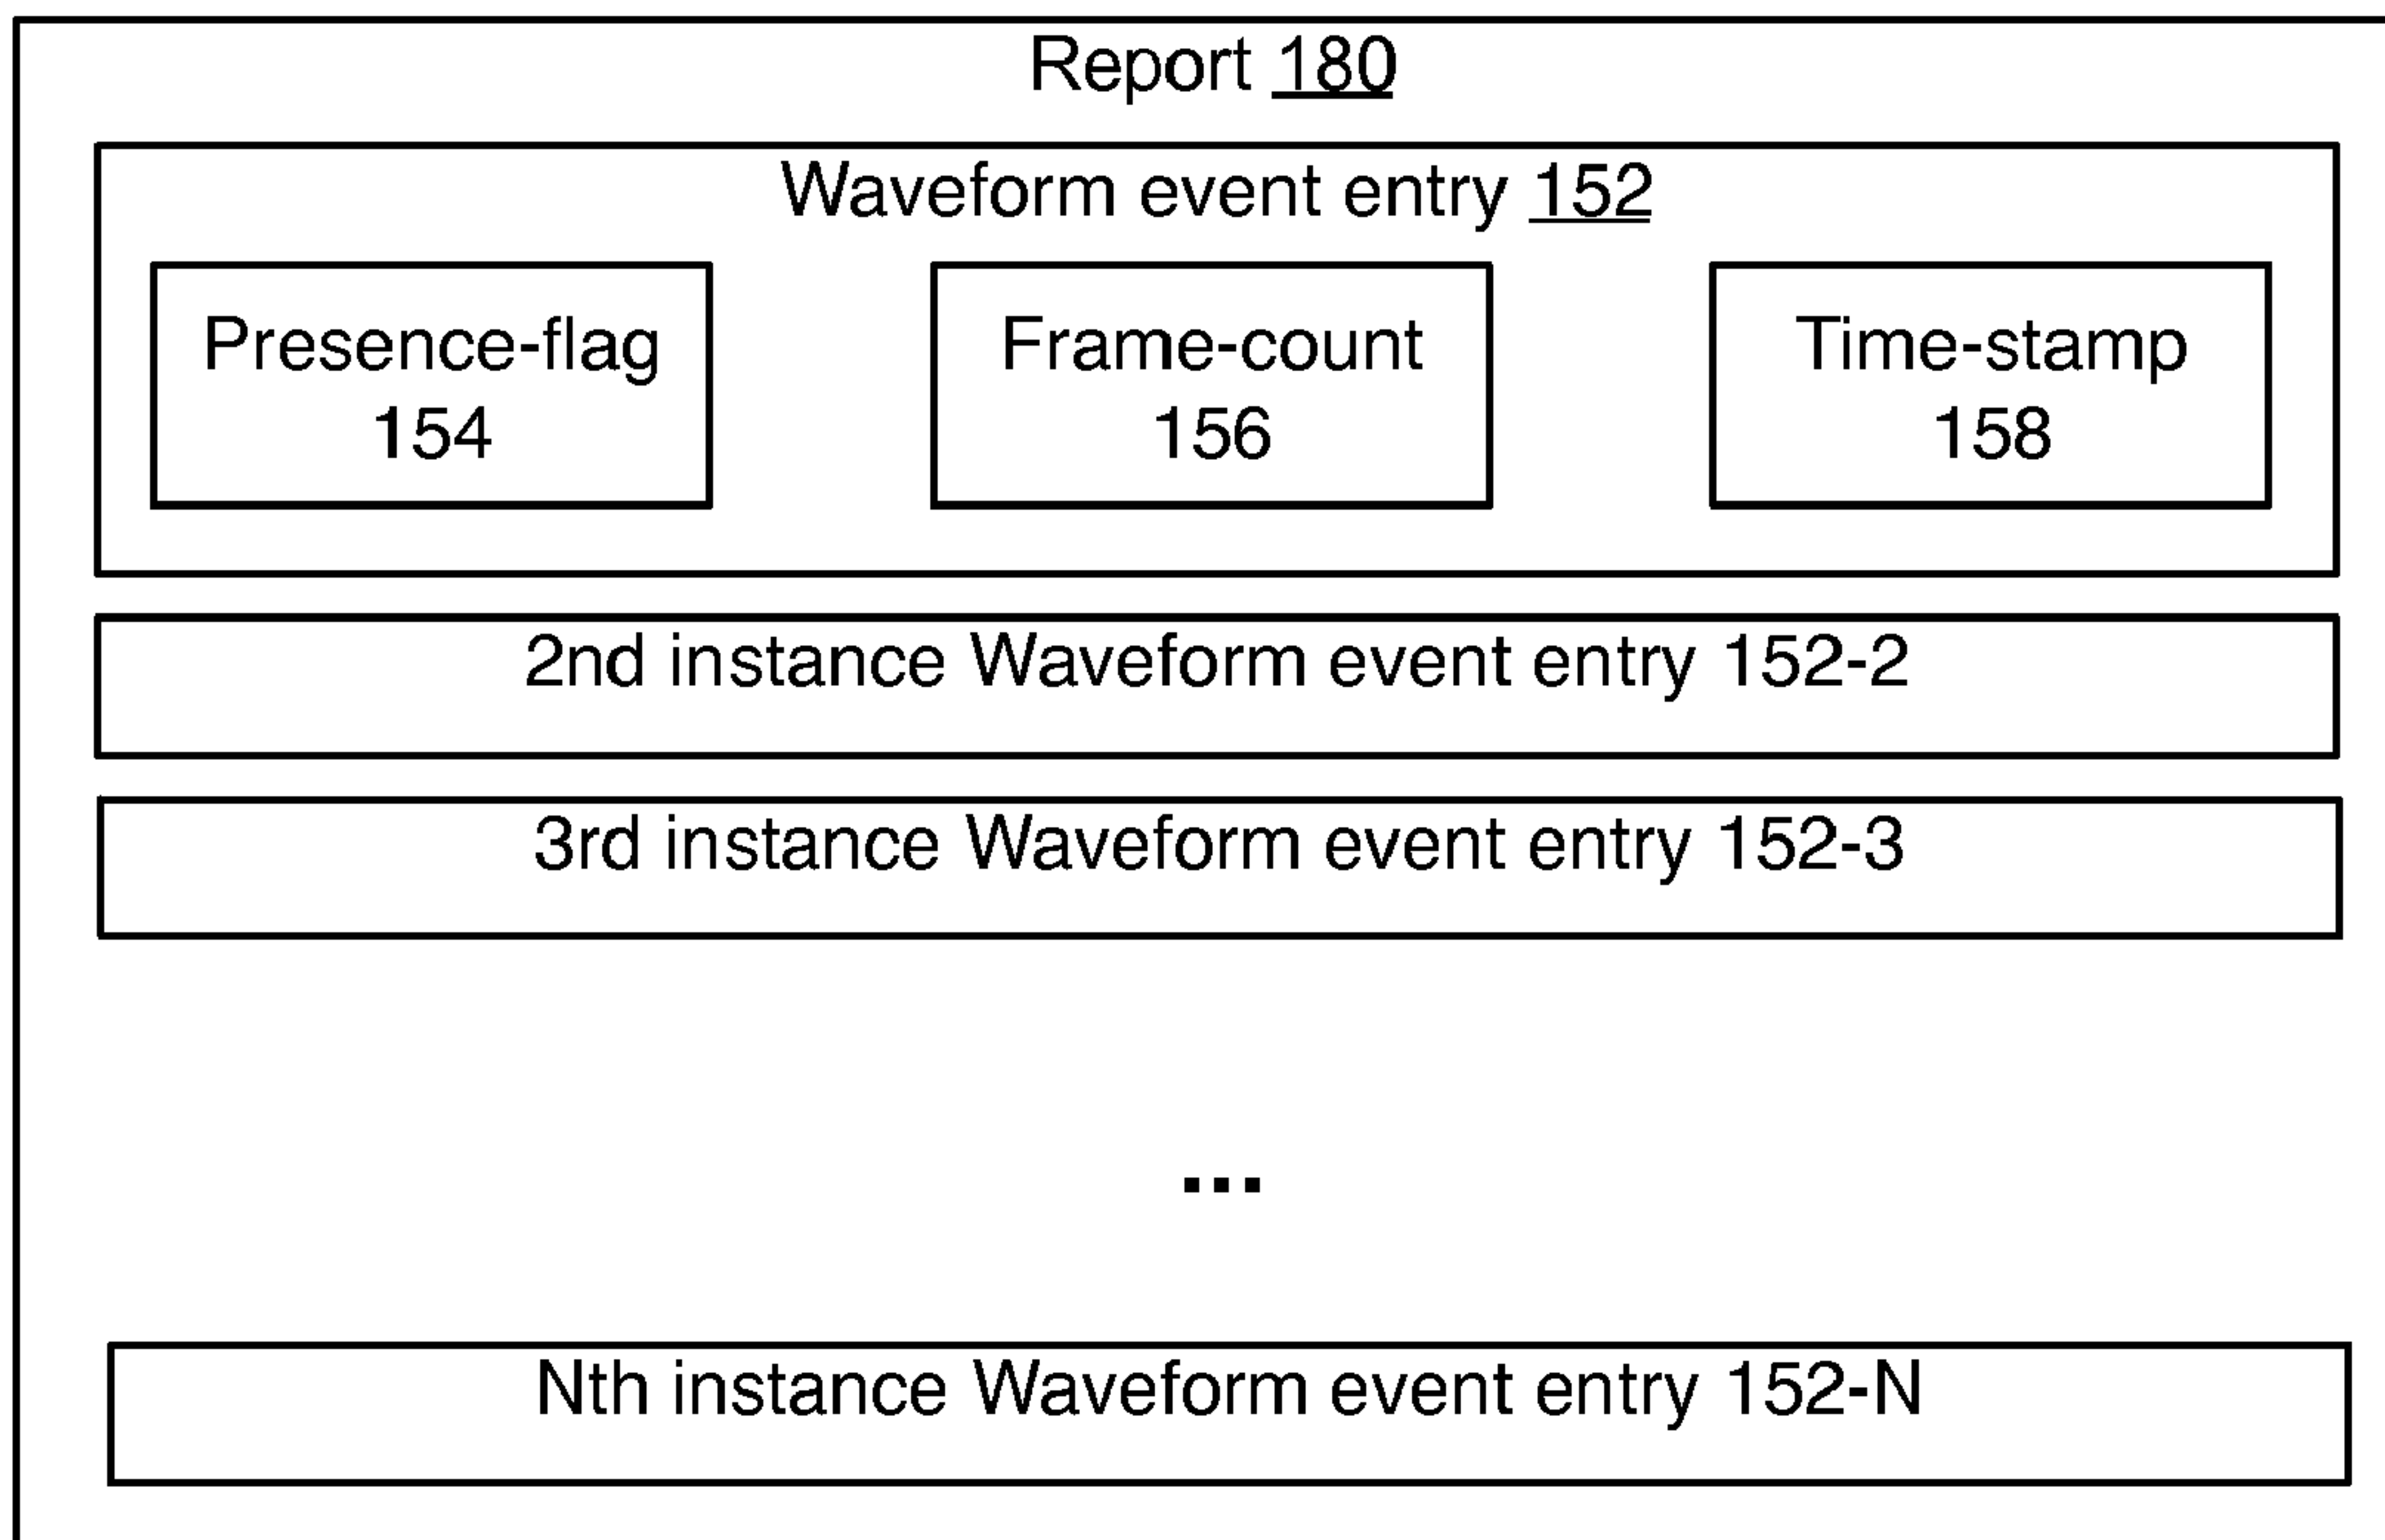 Report 180
Waveform event entry 152
Presence-flag
154
Frame-count
156
Time-stamp
158
2nd instance Waveform event entry 152-2
3rd instance Waveform event entry 152-3
...
Nth instance Waveform event entry 152-N